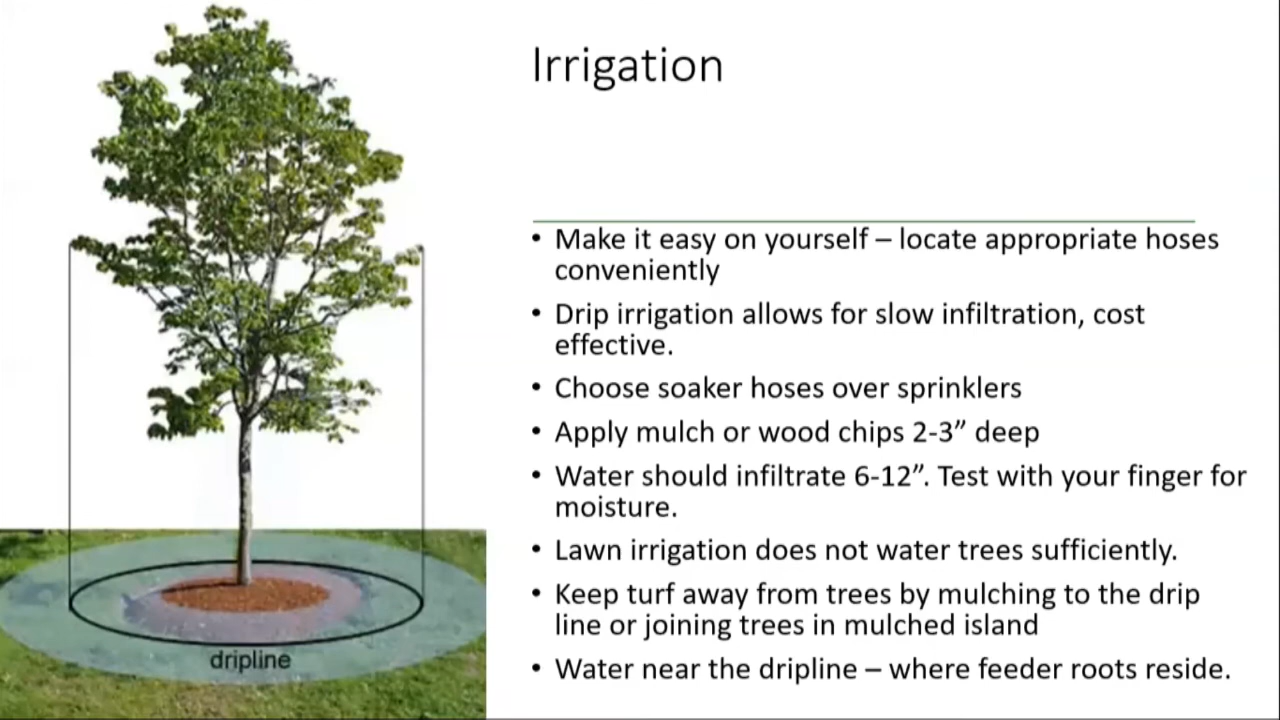 Irrigation
• Make it easy on yourself – locate appropriate hoses
conveniently
• Drip irrigation allows for slow infiltration, cost
effective.
• Choose soaker hoses over sprinklers
• Apply mulch or wood chips 2-3” deep
• Water should infiltrate 6-12”. Test with your finger for
moisture.
• Lawn irrigation does not water trees sufficiently.
• Keep turf away from trees by mulching to the drip
line or joining trees in mulched island
• Water near the dripline – where feeder roots reside.
dripline